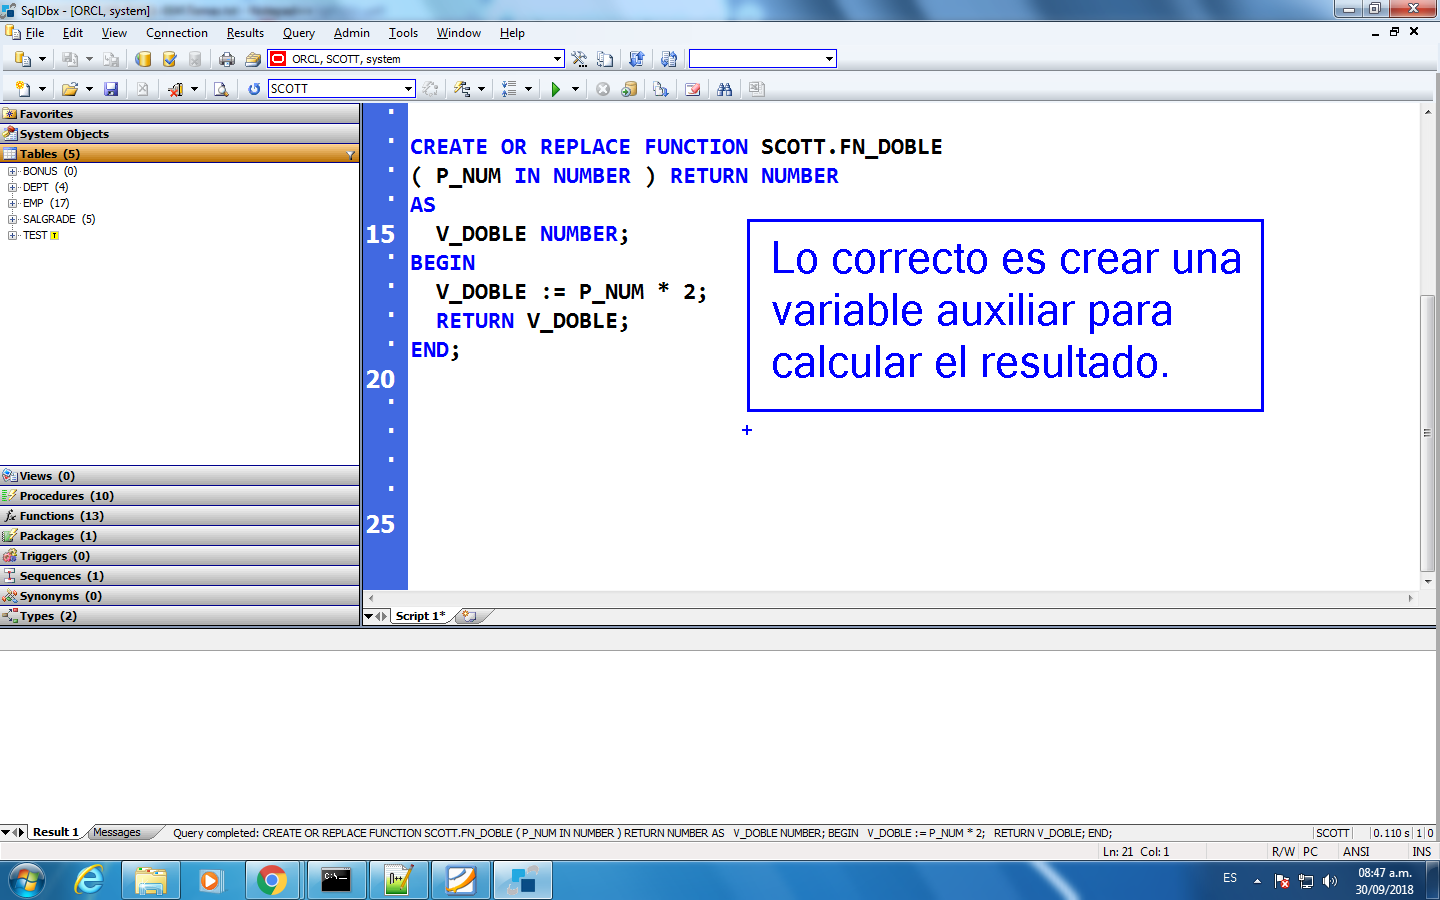 SqlDbx - [ORCL, system]
File Edit View Connection Results Query Admin Tools Window Help
ORCL, SCOTT, system
SCOTT
Favorites
System Objects
Tables (5)
BONUS (0)
DEPT (4)
EMP (17)
SALGRADE (5)
TEST T
Views (0)
Procedures (10)
fx Functions (13)
Packages (1)
Triggers (0)
Sequences (1)
Synonyms (0)
Types (2)
CREATE OR REPLACE FUNCTION SCOTT.FN_DOBLE
( P_NUM IN NUMBER ) RETURN NUMBER
AS
15 V_DOBLE NUMBER;
BEGIN
V_DOBLE := P_NUM * 2;
RETURN V_DOBLE;
END;
20
25
Lo correcto es crear una
variable auxiliar para
calcular el resultado.
Script 1*
Result 1 Messages Query completed: CREATE OR REPLACE FUNCTION SCOTT.FN_DOBLE ( P_NUM IN NUMBER ) RETURN NUMBER AS V_DOBLE NUMBER; BEGIN V_DOBLE := P_NUM * 2; RETURN V_DOBLE; END; SCOTT 0.110 s 1 0
Ln: 21 Col: 1 R/W PC ANSI INS
ES 08:47 a.m.
30/09/2018